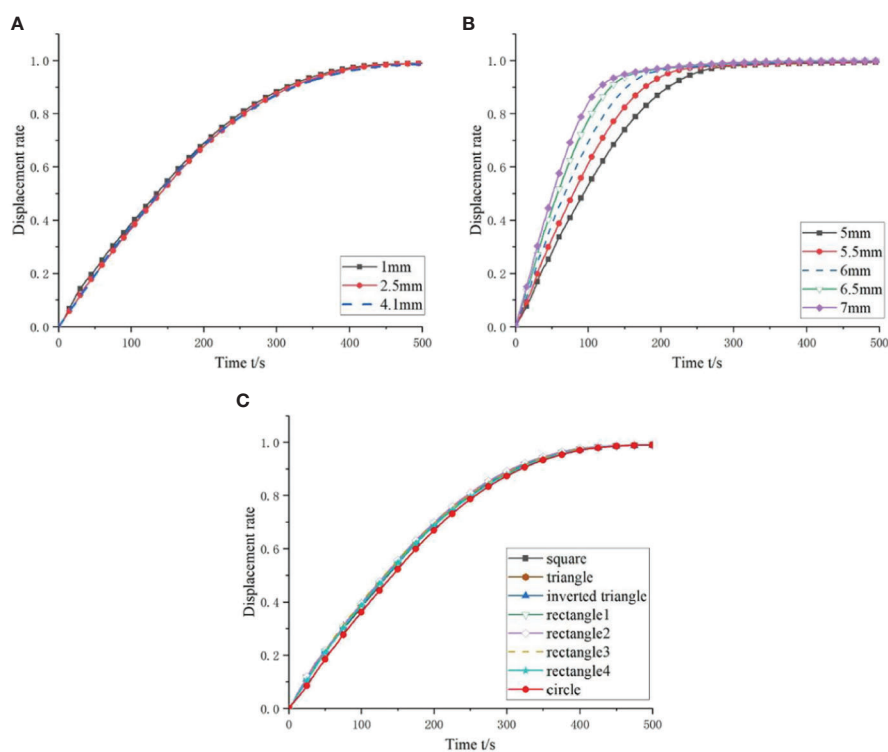 A
Displacement rate
1.0
0.8
0.6
0.4
0.2
0.0
0 100 200 300 400 500
Time t/s
1mm
2.5mm
4.1mm
B
Displacement rate
1.0
0.8
0.6
0.4
0.2
0.0
0 100 200 300 400 500
Time t/s
5mm
5.5mm
6mm
6.5mm
7mm
C
Displacement rate
1.0
0.8
0.6
0.4
0.2
0.0
0 100 200 300 400 500
Time t/s
square
triangle
inverted triangle
rectangle1
rectangle2
rectangle3
rectangle4
circle